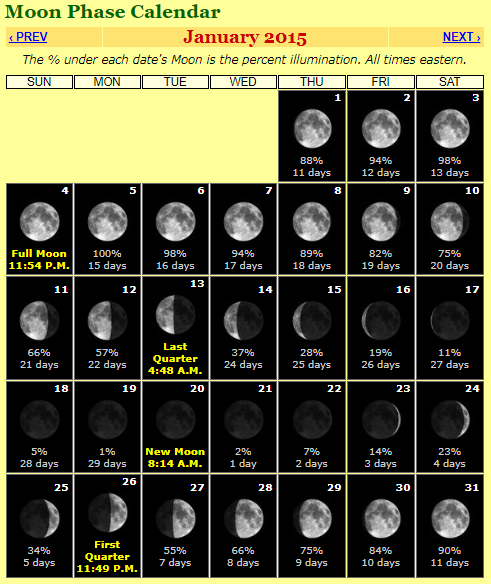 Moon Phase Calendar
‹ PREV January 2015 NEXT ›
The % under each date's Moon is the percent illumination. All times eastern.
SUN MON TUE WED THU FRI SAT
1 2 3
88% 94% 98%
11 days 12 days 13 days
4 5 6 7 8 9 10
Full Moon 100% 98% 94% 89% 82% 75%
11:54 P.M. 15 days 16 days 17 days 18 days 19 days 20 days
11 12 13 14 15 16 17
66% 57% Last Quarter 37% 28% 19% 11%
21 days 22 days 4:48 A.M. 24 days 25 days 26 days 27 days
18 19 20 21 22 23 24
5% 1% New Moon 2% 7% 14% 23%
28 days 29 days 8:14 A.M. 1 day 2 days 3 days 4 days
25 26 27 28 29 30 31
34% First Quarter 55% 66% 75% 84% 90%
5 days 11:49 P.M. 7 days 8 days 9 days 10 days 11 days